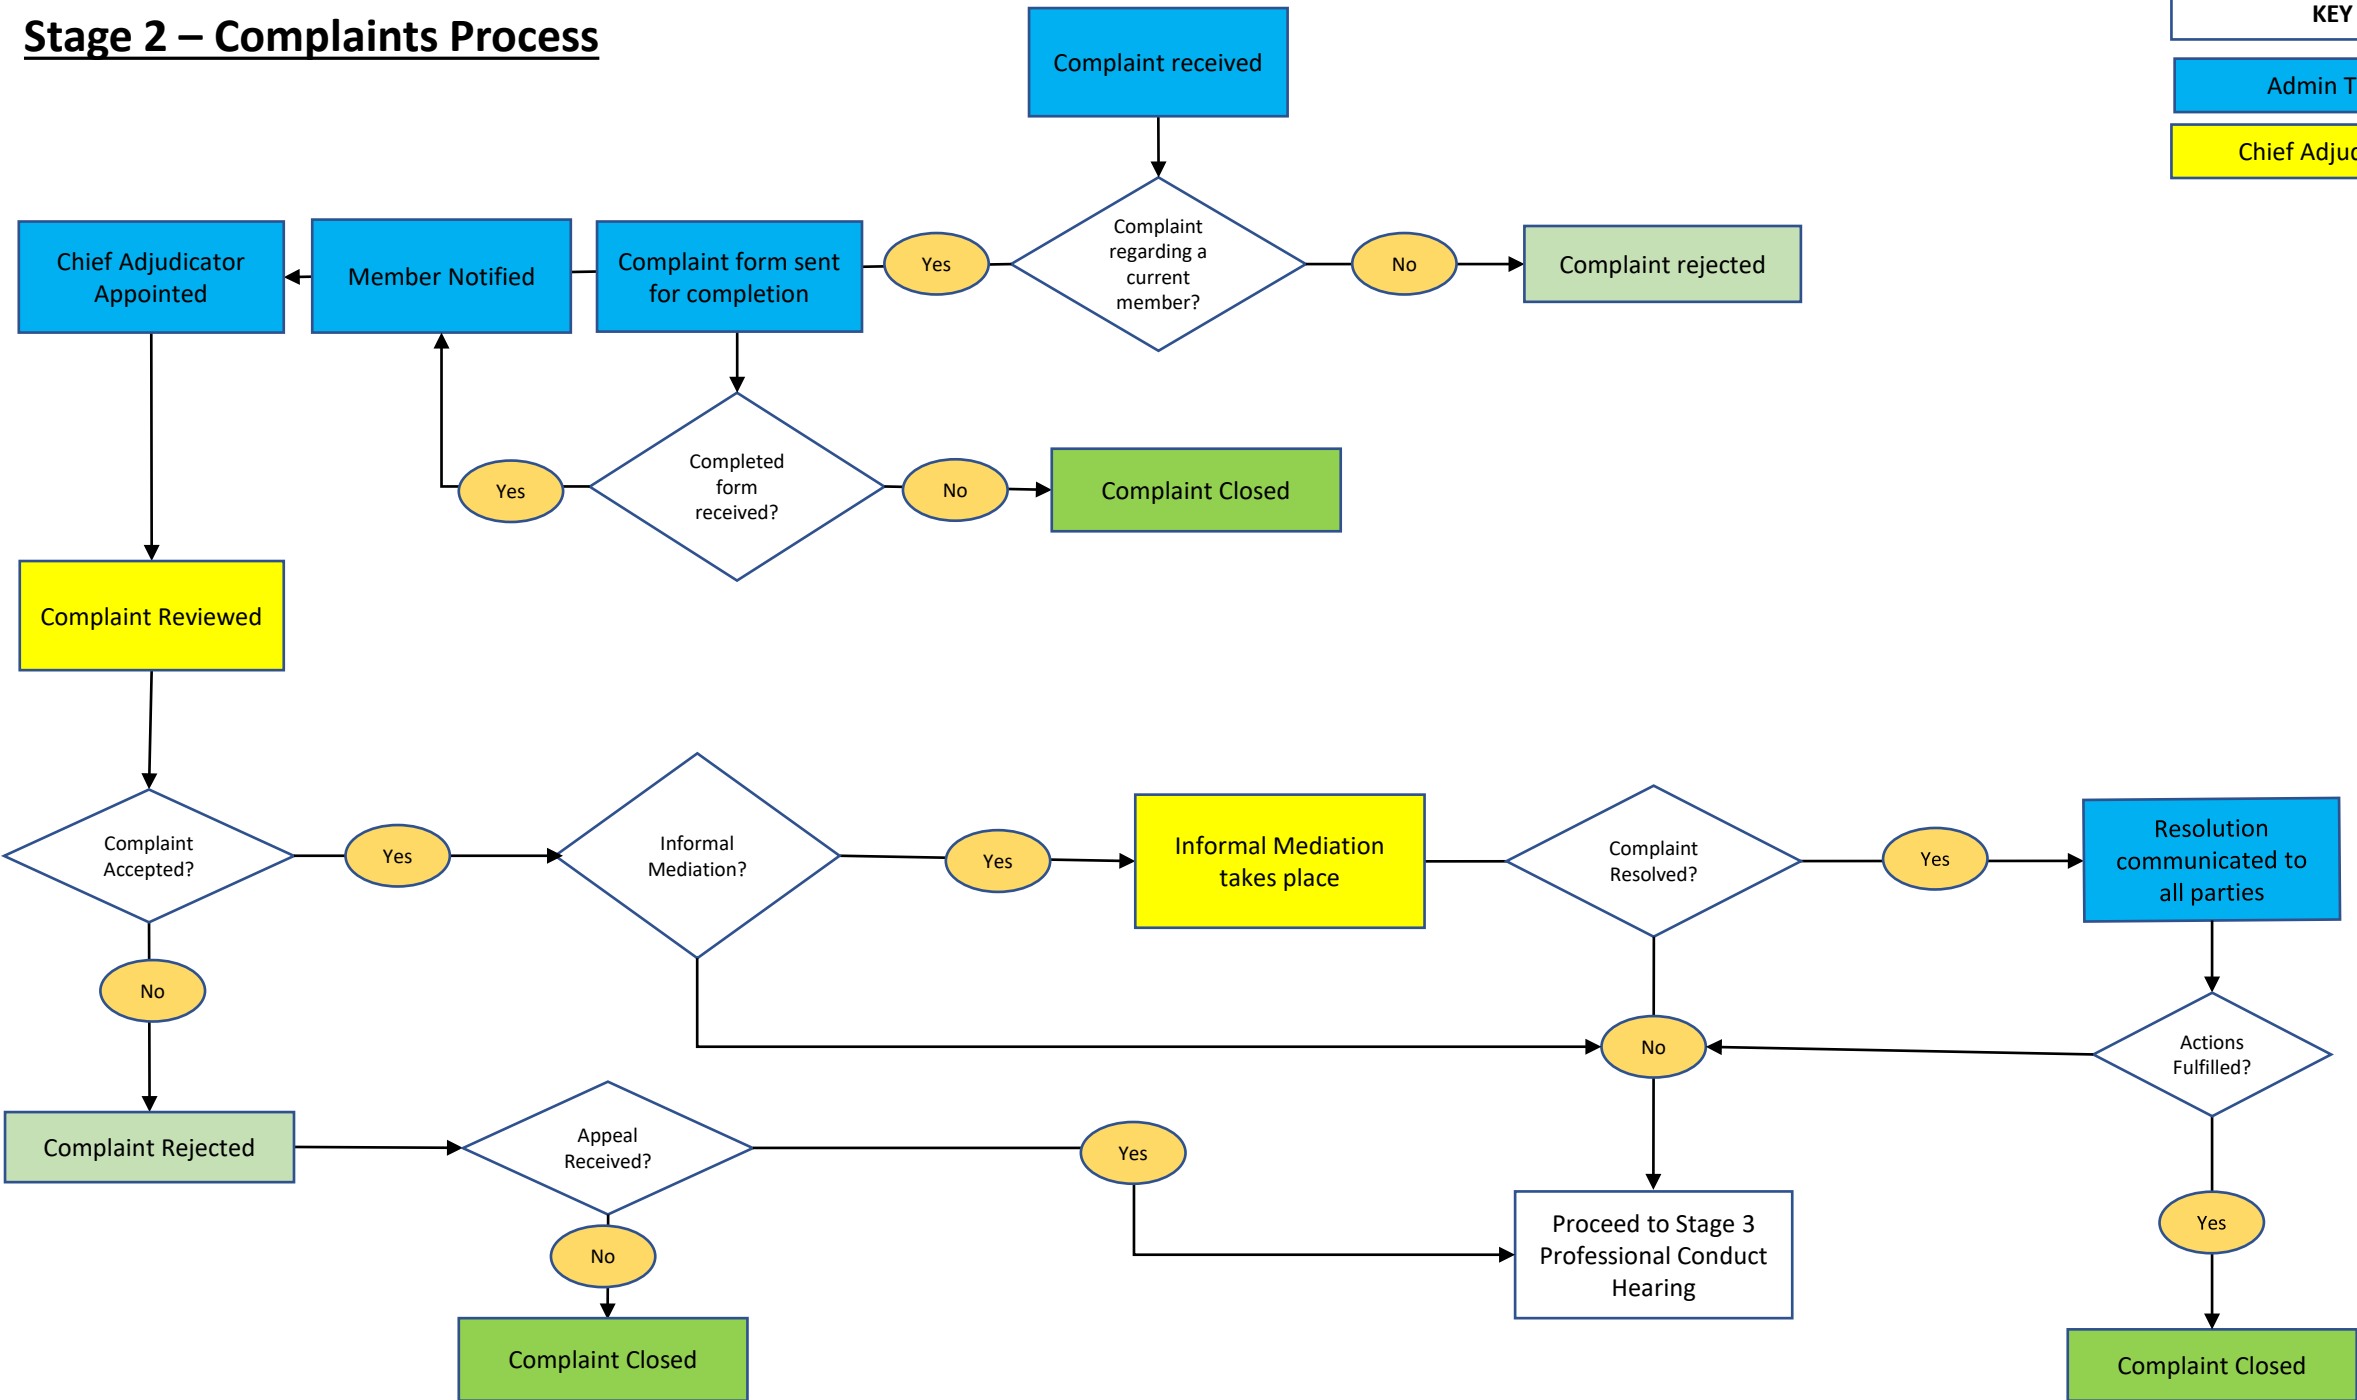 Stage 2 – Complaints Process
KEY
Admin T
Chief Adjud
Complaint received
Complaint
regarding a
current
member?
Yes
No
Complaint rejected
Chief Adjudicator
Appointed
Member Notified
Complaint form sent
for completion
Completed
form
received?
Yes
No
Complaint Closed
Complaint Reviewed
Complaint
Accepted?
Yes
Informal
Mediation?
Yes
Informal Mediation
takes place
Complaint
Resolved?
Yes
Resolution
communicated to
all parties
No
No
Actions
Fulfilled?
Complaint Rejected
Appeal
Received?
Yes
No
Proceed to Stage 3
Professional Conduct
Hearing
Yes
Complaint Closed
Complaint Closed